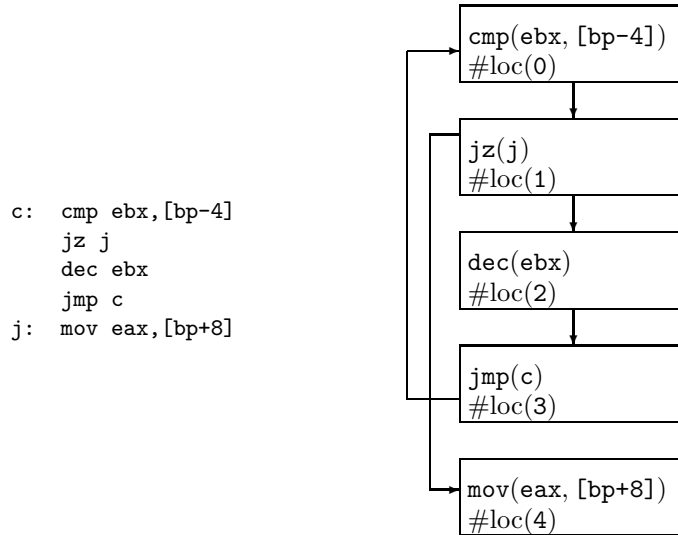 c: cmp ebx,[bp-4]
jz j
dec ebx
jmp c
j: mov eax,[bp+8]
cmp(ebx, [bp-4])
#loc(0)
jz(j)
#loc(1)
dec(ebx)
#loc(2)
jmp(c)
#loc(3)
mov(eax, [bp+8])
#loc(4)